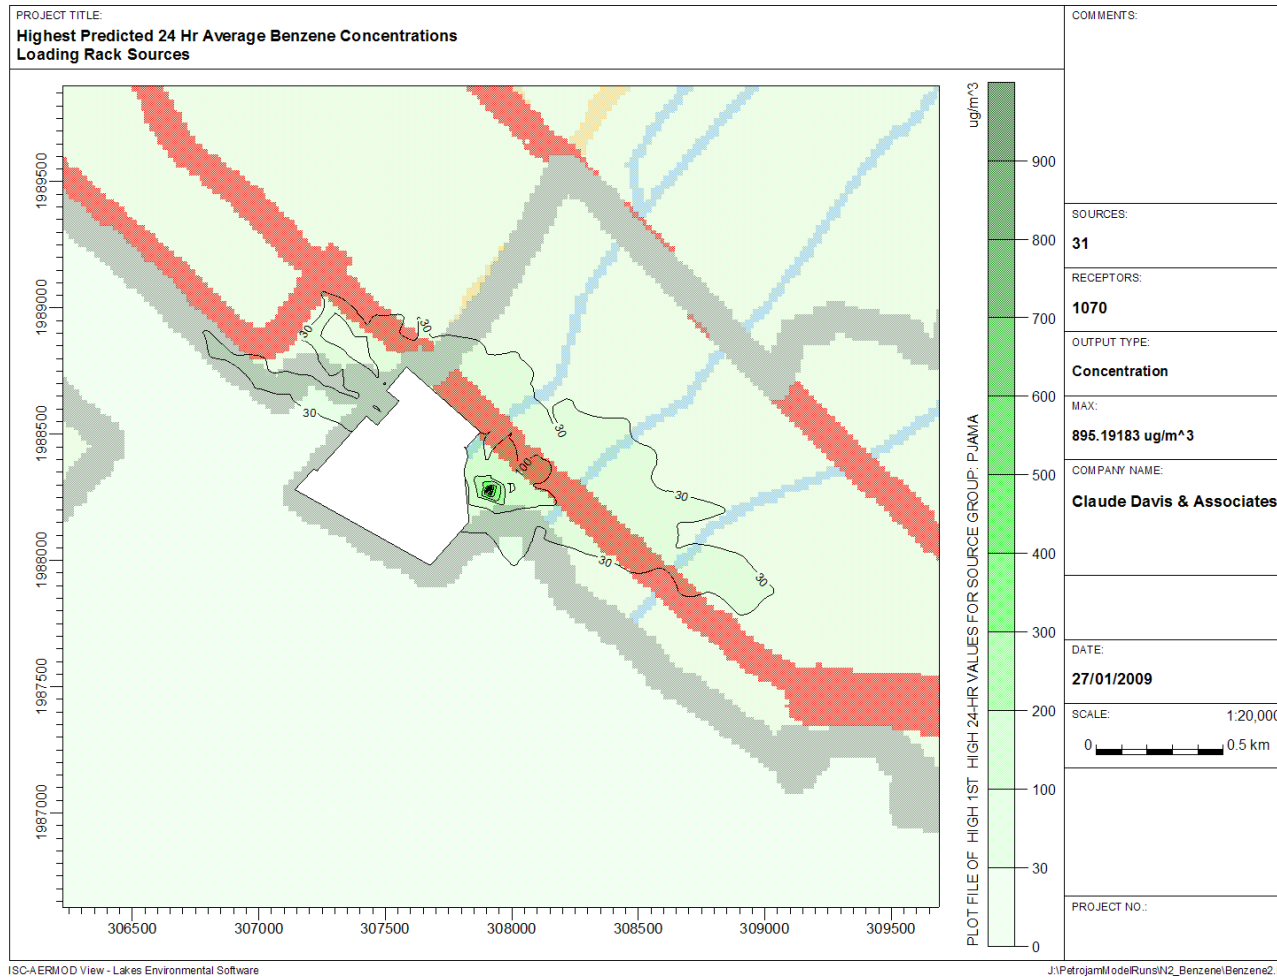 PROJECT TITLE:
Highest Predicted 24 Hr Average Benzene Concentrations
Loading Rack Sources
1989500
1989000
1988500
1988000
1987500
1987000
306500
307000
307500
308000
308500
309000
309500
30
30
30
30
30
30
30
100
PLOT FILE OF HIGH 1ST HIGH 24-HR VALUES FOR SOURCE GROUP: PJAMA
ug/m^3
900
800
700
600
500
400
300
200
100
30
0
COMMENTS:
SOURCES:
31
RECEPTORS:
1070
OUTPUT TYPE:
Concentration
MAX:
895.19183 ug/m^3
COMPANY NAME:
Claude Davis & Associates
DATE:
27/01/2009
SCALE:
1:20,000
0
0.5 km
PROJECT NO.:
ISC-AERMOD View - Lakes Environmental Software
J:\PetrojamModelRuns\N2_Benzene\Benzene2.